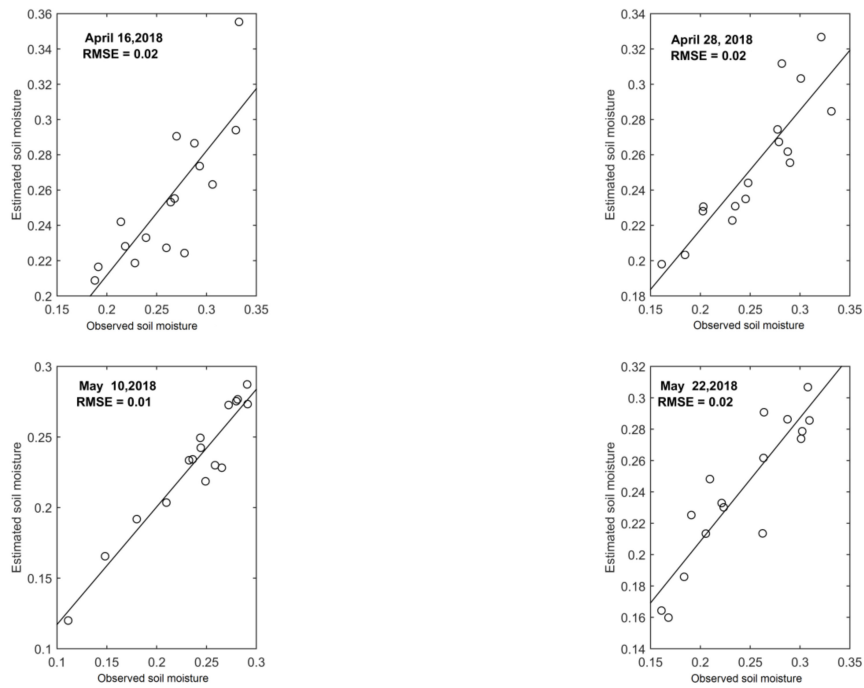 0.36
0.34
0.32
0.3
0.28
0.26
0.24
0.22
0.2
Estimated soil moisture
April 16,2018
RMSE = 0.02
0.15 0.2 0.25 0.3 0.35
Observed soil moisture
0.34
0.32
0.3
0.28
0.26
0.24
0.22
0.2
0.18
Estimated soil moisture
April 28, 2018
RMSE = 0.02
0.15 0.2 0.25 0.3 0.35
Observed soil moisture
0.3
0.25
0.2
0.15
0.1
Estimated soil moisture
May 10,2018
RMSE = 0.01
0.1 0.15 0.2 0.25 0.3
Observed soil moisture
0.32
0.3
0.28
0.26
0.24
0.22
0.2
0.18
0.16
0.14
Estimated soil moisture
May 22,2018
RMSE = 0.02
0.15 0.2 0.25 0.3 0.35
Observed soil moisture